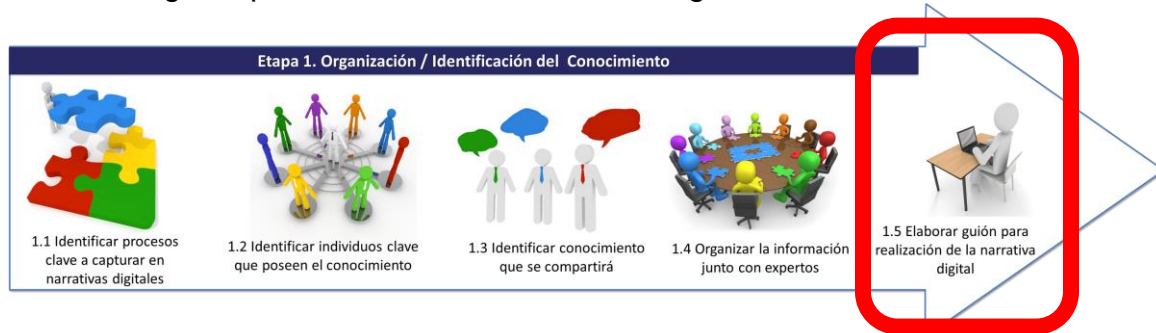 Etapa 1. Organización / Identificación del Conocimiento
1.1 Identificar procesos
clave a capturar en
narrativas digitales
1.2 Identificar individuos clave
que poseen el conocimiento
1.3 Identificar conocimiento
que se compartirá
1.4 Organizar la información
junto con expertos
1.5 Elaborar guión para
realización de la narrativa
digital